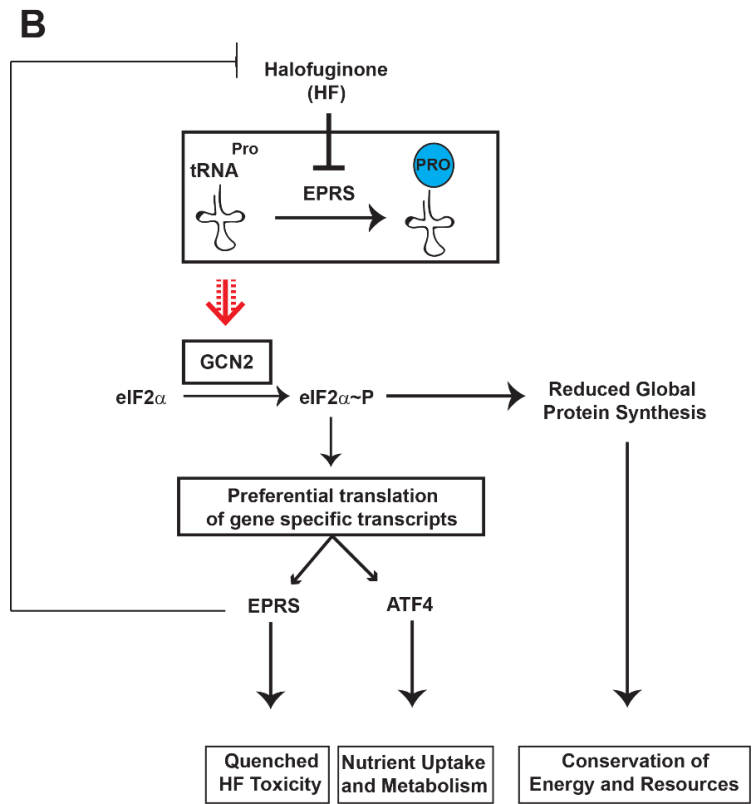 B
Halofuginone
(HF)
tRNA Pro
PRO
EPRS
GCN2
eIF2α
eIF2α~P
Reduced Global
Protein Synthesis
Preferential translation
of gene specific transcripts
EPRS
ATF4
Quenched
HF Toxicity
Nutrient Uptake
and Metabolism
Conservation of
Energy and Resources